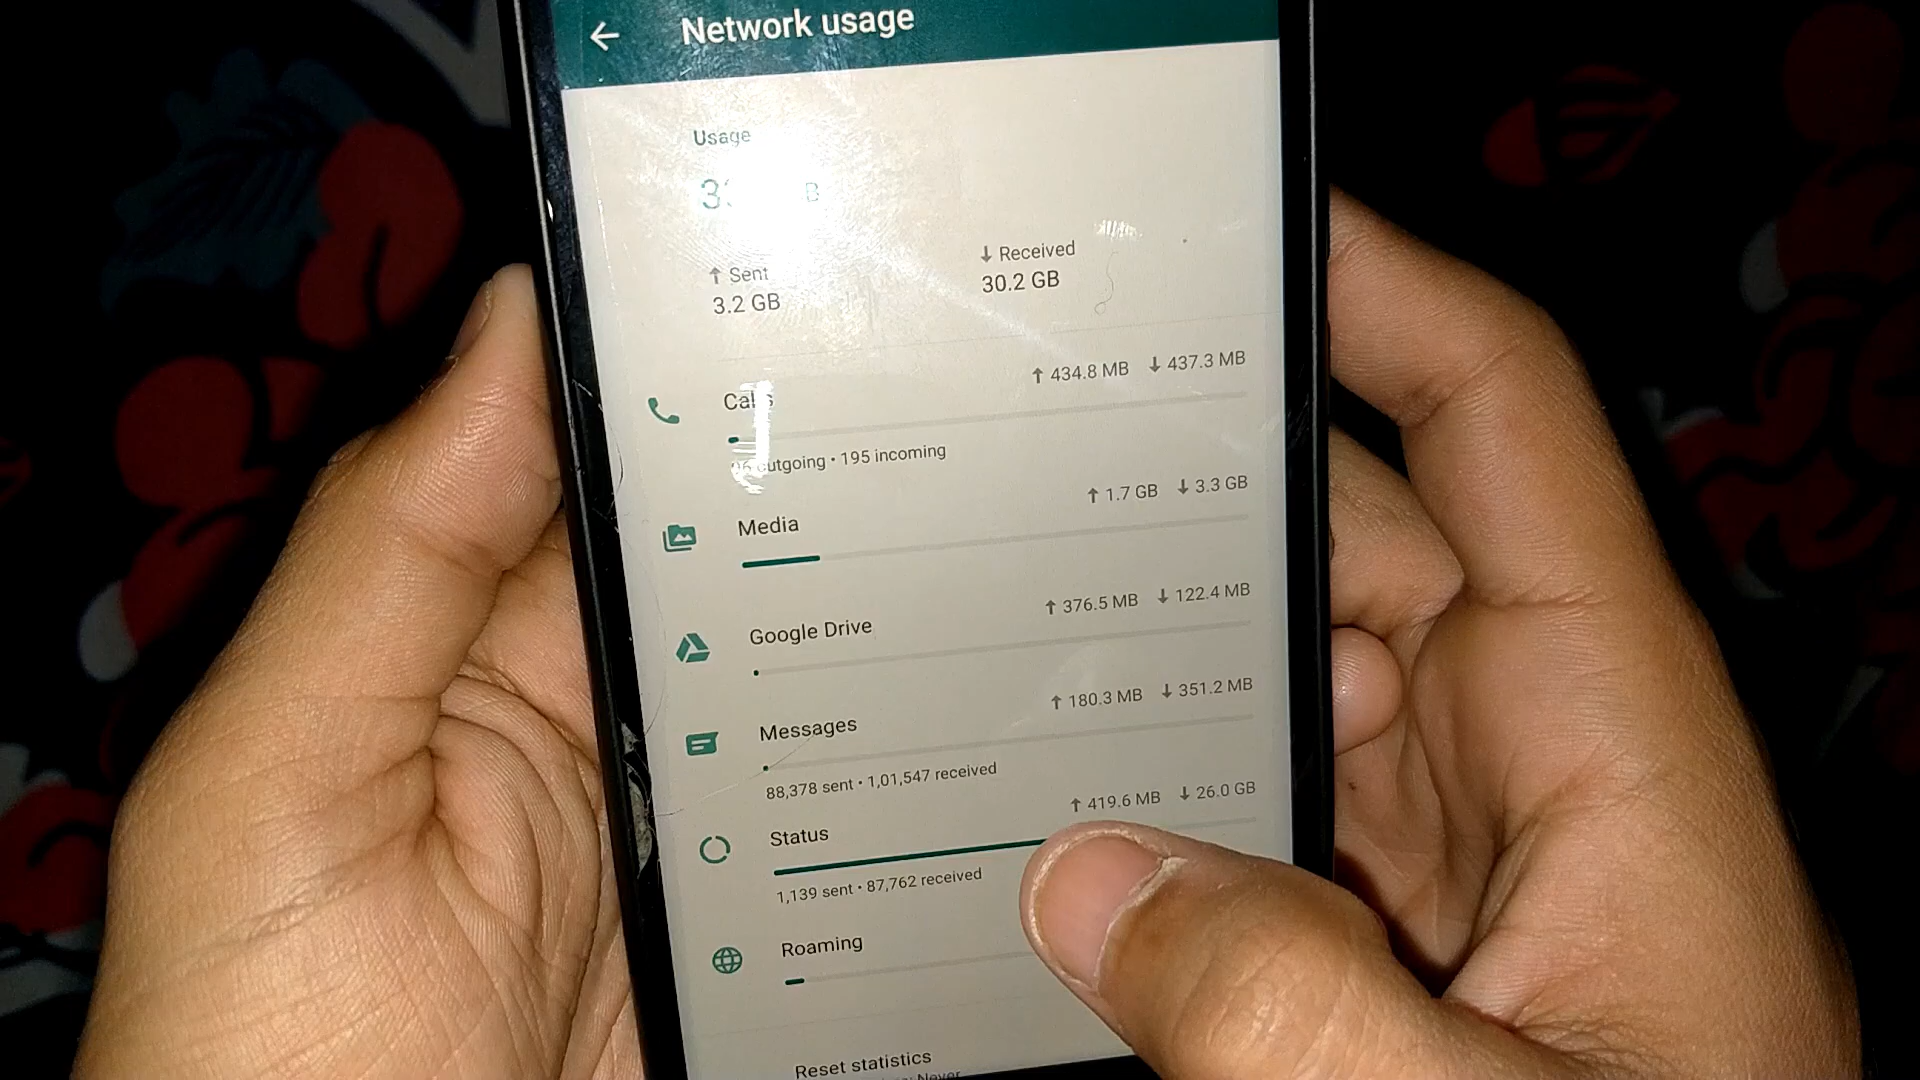 Network usage
Usage
↑ Sent
3.2 GB
↓ Received
30.2 GB
↑ 434.8 MB ↓ 437.3 MB
Calls
outgoing • 195 incoming
↑ 1.7 GB ↓ 3.3 GB
Media
↑ 376.5 MB ↓ 122.4 MB
Google Drive
↑ 180.3 MB ↓ 351.2 MB
Messages
88,378 sent • 1,01,547 received
↑ 419.6 MB ↓ 26.0 GB
Status
1,139 sent • 87,762 received
Roaming
Reset statistics
Never